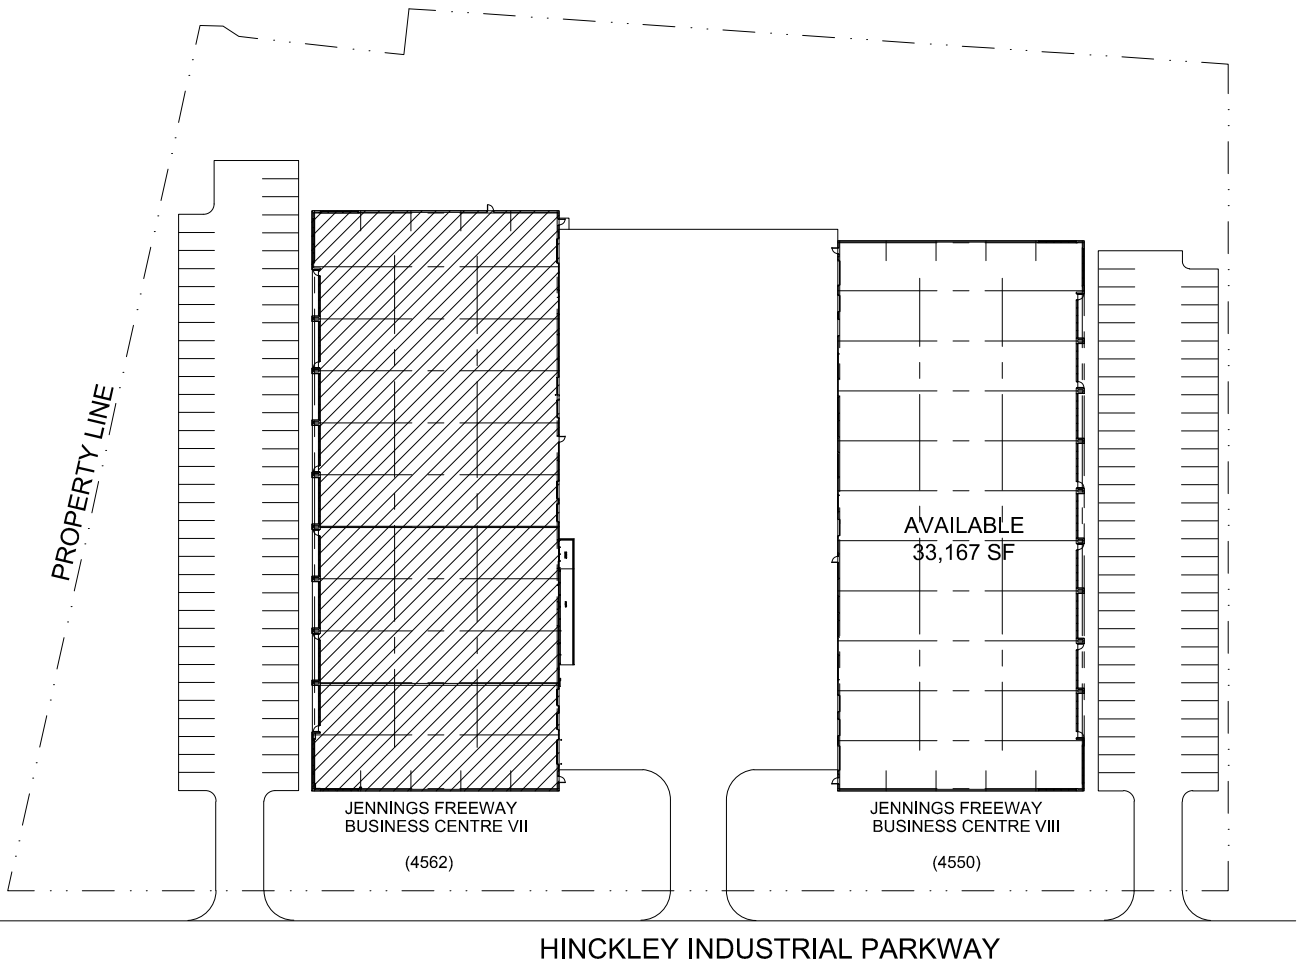 PROPERTY LINE
AVAILABLE
33,167 SF
JENNINGS FREEWAY
BUSINESS CENTRE VII
(4562)
JENNINGS FREEWAY
BUSINESS CENTRE VIII
(4550)
HINCKLEY INDUSTRIAL PARKWAY